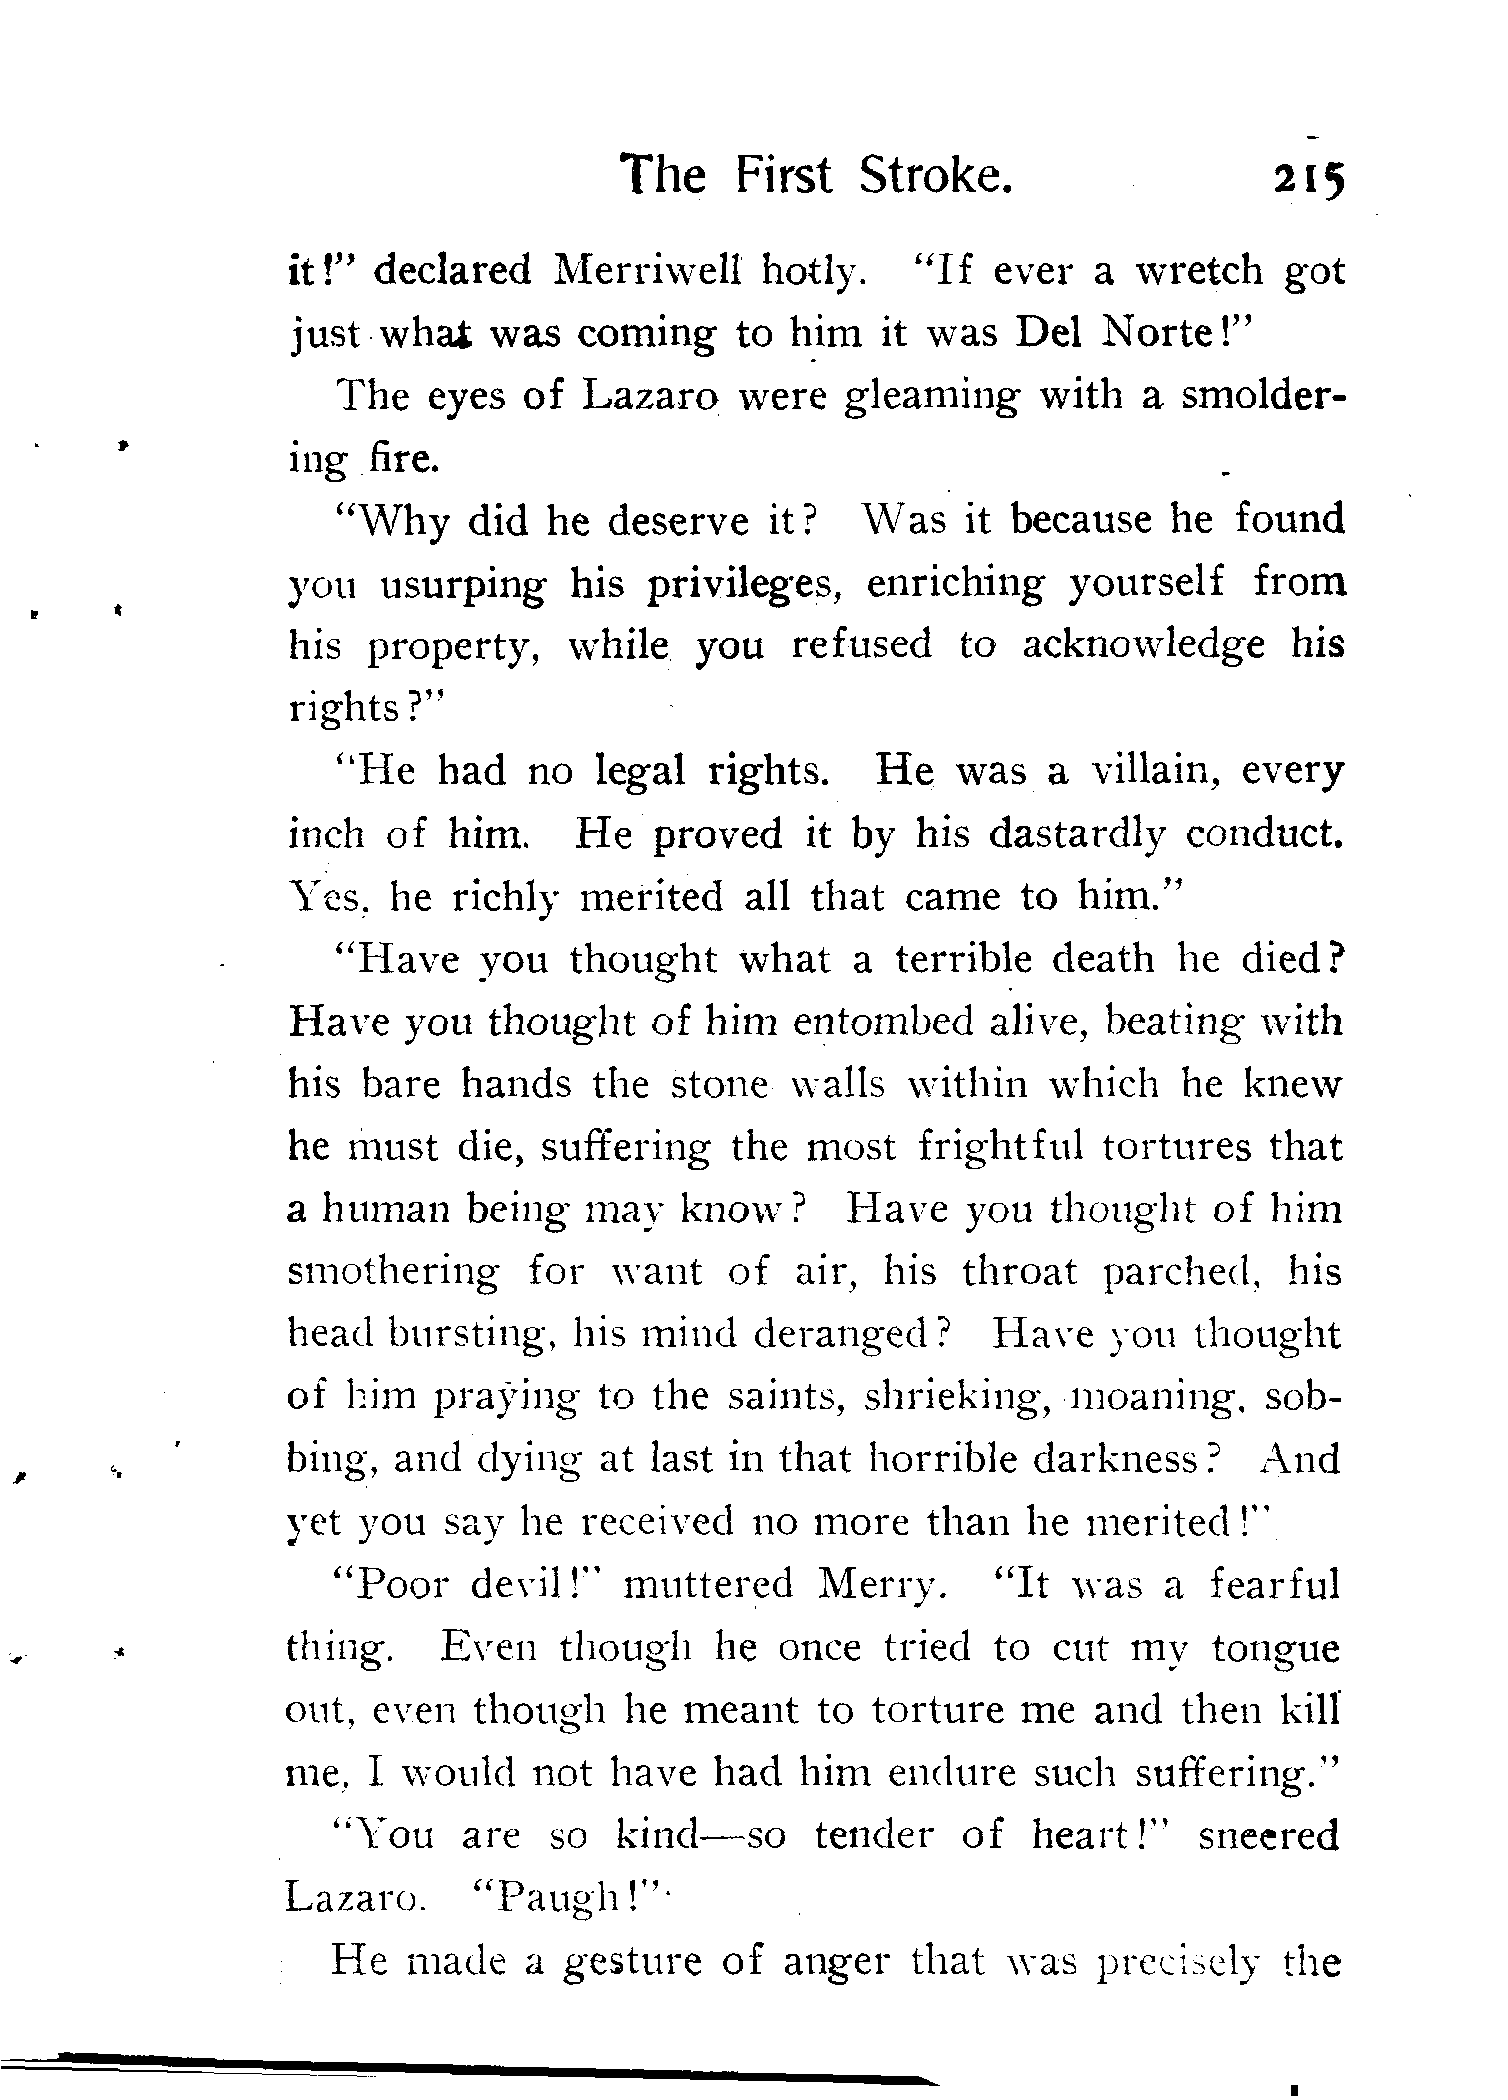 The First Stroke. 215
it!" declared Merriwell hotly. "If ever a wretch got
just what was coming to him it was Del Norte!"
The eyes of Lazaro were gleaming with a smolder-
ing fire.
"Why did he deserve it? Was it because he found
you usurping his privileges, enriching yourself from
his property, while you refused to acknowledge his
rights?"
"He had no legal rights. He was a villain, every
inch of him. He proved it by his dastardly conduct.
Yes, he richly merited all that came to him."
"Have you thought what a terrible death he died?
Have you thought of him entombed alive, beating with
his bare hands the stone walls within which he knew
he must die, suffering the most frightful tortures that
a human being may know? Have you thought of him
smothering for want of air, his throat parched, his
head bursting, his mind deranged? Have you thought
of him praying to the saints, shrieking, moaning, sob-
bing, and dying at last in that horrible darkness? And
yet you say he received no more than he merited!"
"Poor devil!" muttered Merry. "It was a fearful
thing. Even though he once tried to cut my tongue
out, even though he meant to torture me and then kill
me, I would not have had him endure such suffering."
"You are so kind—so tender of heart!" sneered
Lazaro. "Paugh!"
He made a gesture of anger that was precisely the